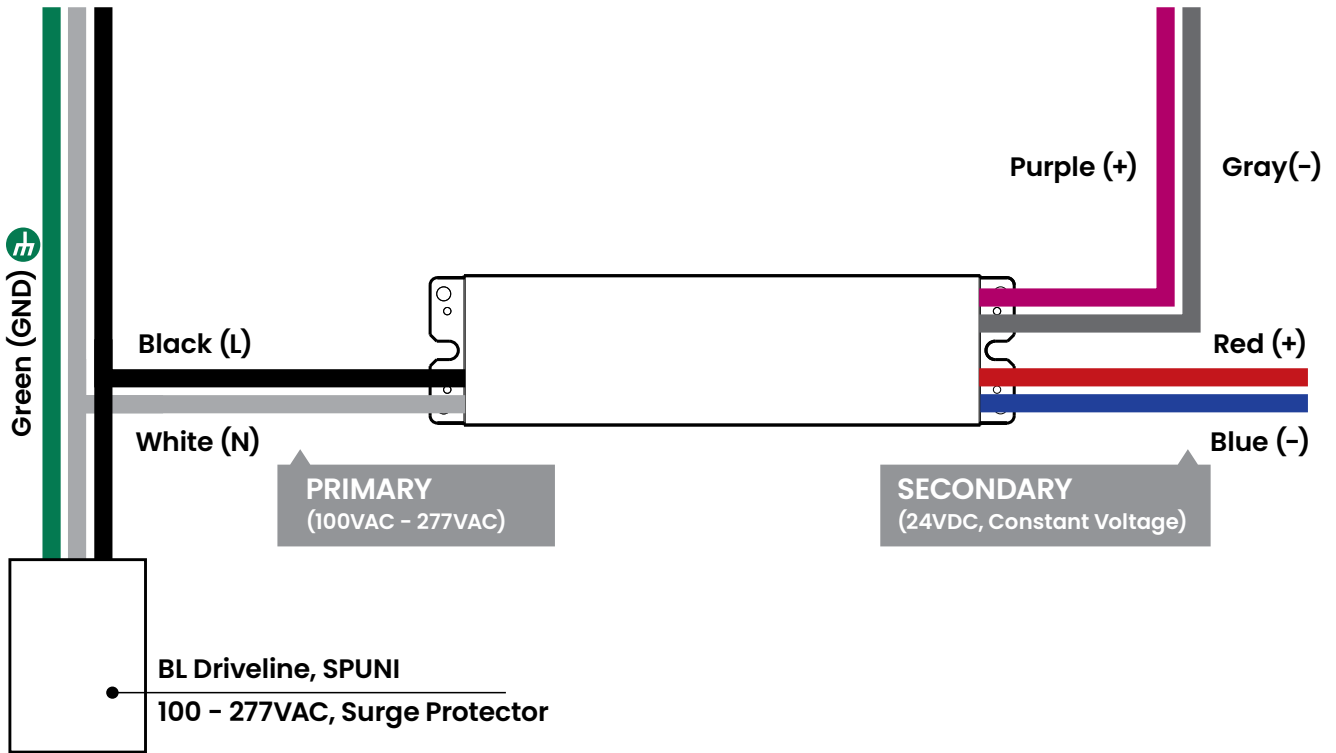 Purple (+)
Gray(-)
Green (GND)
Black (L)
Red (+)
White (N)
Blue (-)
PRIMARY
(100VAC - 277VAC)
SECONDARY
(24VDC, Constant Voltage)
BL Driveline, SPUNI
100 - 277VAC, Surge Protector